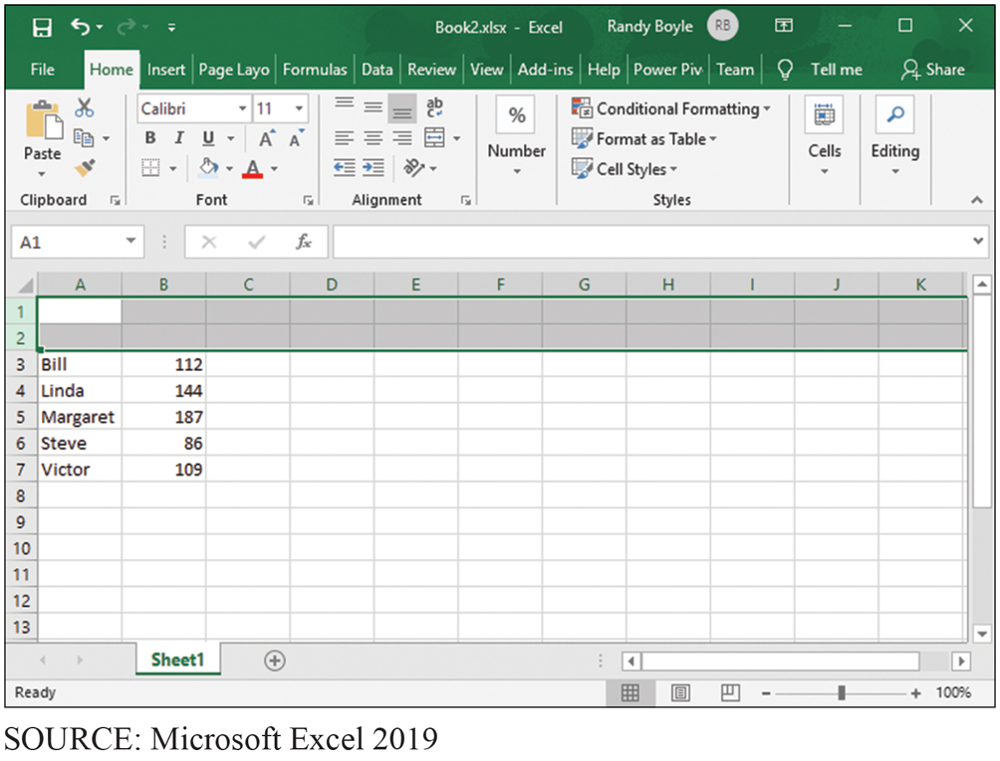 Book2.xlsx - Excel Randy Boyle RB
File Home Insert Page Layo Formulas Data Review View Add-ins Help Power Piv Team Tell me Share
Calibri 11 ab % Conditional Formatting
Paste B I U A A Number Format as Table Cells Editing
A Cell Styles
Clipboard Font Alignment Styles
A1 fx
A B C D E F G H I J K
1
2
3 Bill 112
4 Linda 144
5 Margaret 187
6 Steve 86
7 Victor 109
8
9
10
11
12
13
Sheet1
Ready 100%
SOURCE: Microsoft Excel 2019